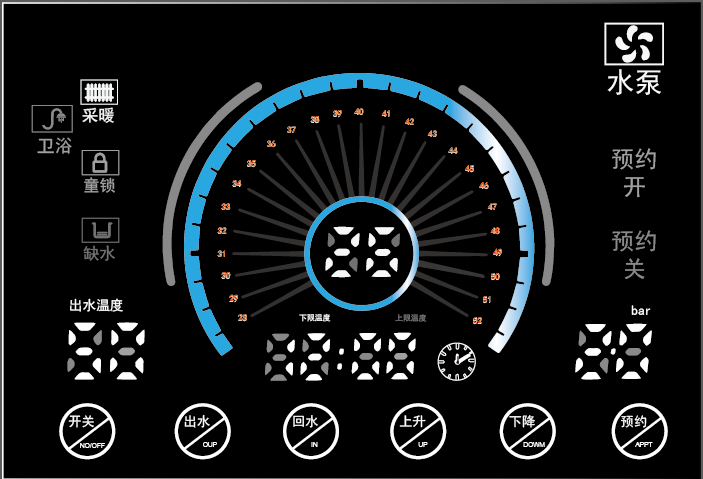 水泵
采暖
卫浴
童锁
缺水
预约
开
预约
关
28
29
30
31
32
33
34
35
36
37
38
39
40
41
42
43
44
45
46
47
48
49
50
51
52
出水温度
下限温度
上限温度
bar
开关
NO/OFF
出水
OUP
回水
IN
上升
UP
下降
DOWM
预约
APPT